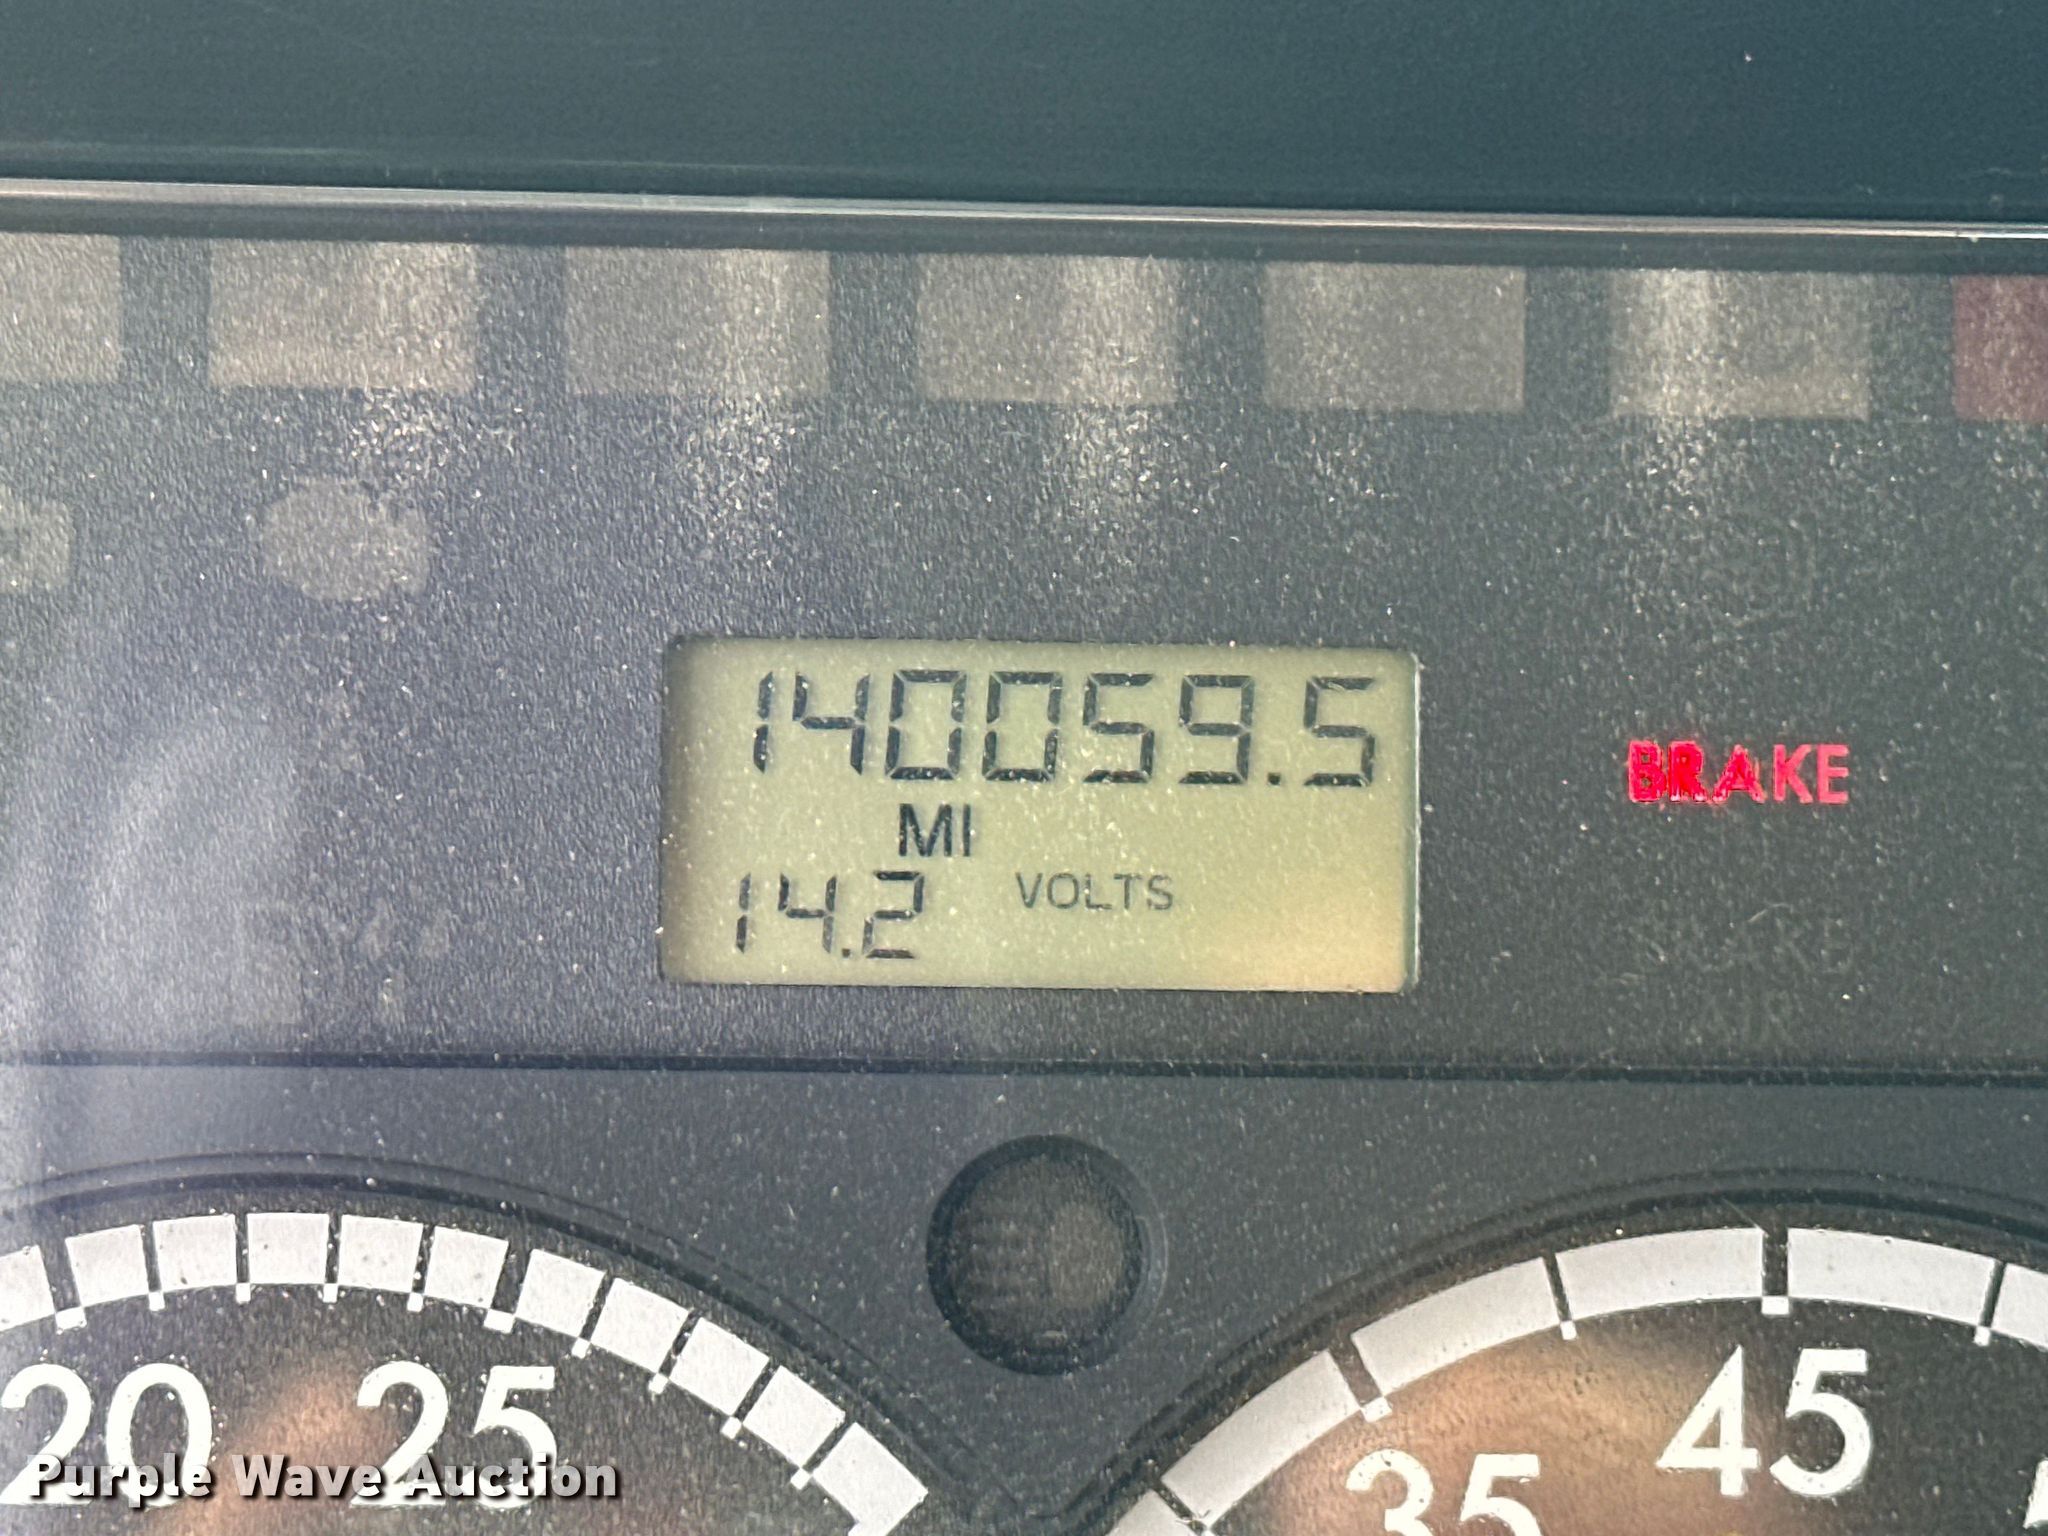 140059.5
MI
14.2 VOLTS
BRAKE
20 25
35 45
Purple Wave Auction